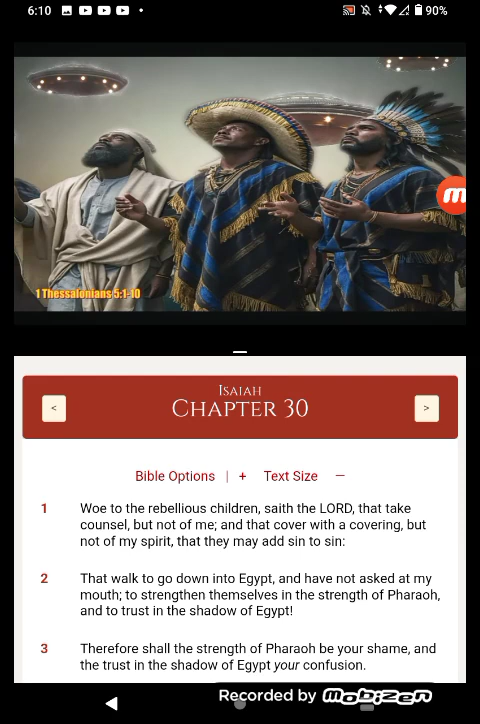 6:10
90%
m
1 Thessalonians 5:1-10
Isaiah
Chapter 30
<
>
Bible Options | + Text Size —
1 Woe to the rebellious children, saith the LORD, that take
counsel, but not of me; and that cover with a covering, but
not of my spirit, that they may add sin to sin:
2 That walk to go down into Egypt, and have not asked at my
mouth; to strengthen themselves in the strength of Pharaoh,
and to trust in the shadow of Egypt!
3 Therefore shall the strength of Pharaoh be your shame, and
the trust in the shadow of Egypt your confusion.
Recorded by Mobizen